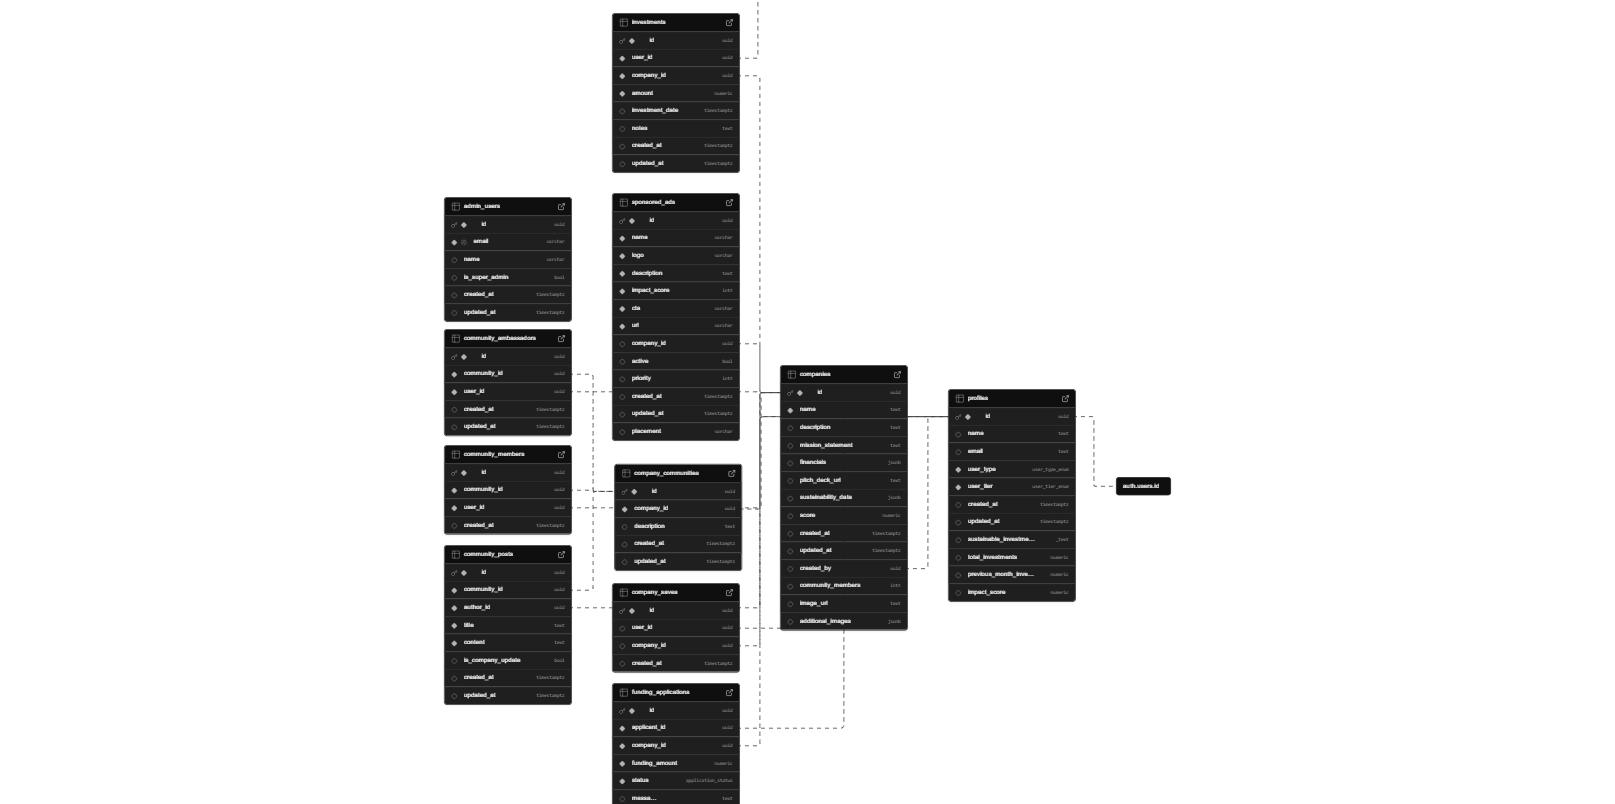 investments
id uuid
user_id uuid
company_id uuid
amount numeric
investment_date timestamptz
notes text
created_at timestamptz
updated_at timestamptz
admin_users
id uuid
email varchar
name varchar
is_super_admin bool
created_at timestamptz
updated_at timestamptz
sponsored_ads
id uuid
name varchar
logo varchar
description text
impact_score int4
cta varchar
url varchar
company_id uuid
active bool
priority int4
created_at timestamptz
updated_at timestamptz
placement varchar
community_ambassadors
id uuid
community_id uuid
user_id uuid
created_at timestamptz
updated_at timestamptz
community_members
id uuid
community_id uuid
user_id uuid
created_at timestamptz
company_communities
id uuid
company_id uuid
description text
created_at timestamptz
updated_at timestamptz
community_posts
id uuid
community_id uuid
author_id uuid
title text
content text
is_company_update bool
created_at timestamptz
updated_at timestamptz
company_saves
id uuid
user_id uuid
company_id uuid
created_at timestamptz
funding_applications
id uuid
applicant_id uuid
company_id uuid
funding_amount numeric
status application_status
messa... text
companies
id uuid
name text
description text
mission_statement text
financials jsonb
pitch_deck_url text
sustainability_data jsonb
score numeric
created_at timestamptz
updated_at timestamptz
created_by uuid
community_members int4
image_url text
additional_images jsonb
profiles
id uuid
name text
email text
user_type user_type_enum
user_tier user_tier_enum
created_at timestamptz
updated_at timestamptz
sustainable_investme... _text
total_investments numeric
previous_month_inve... numeric
impact_score numeric
auth.users.id